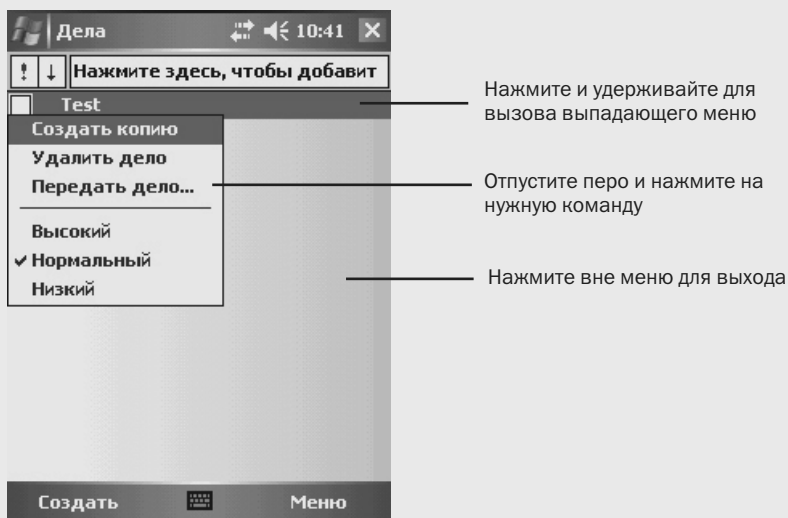 Дела 10:41
Нажмите здесь, чтобы добавит
Test
Создать копию
Удалить дело
Передать дело...
Высокий
Нормальный
Низкий
Создать Меню
Нажмите и удерживайте для
вызова выпадающего меню
Отпустите перо и нажмите на
нужную команду
Нажмите вне меню для выхода